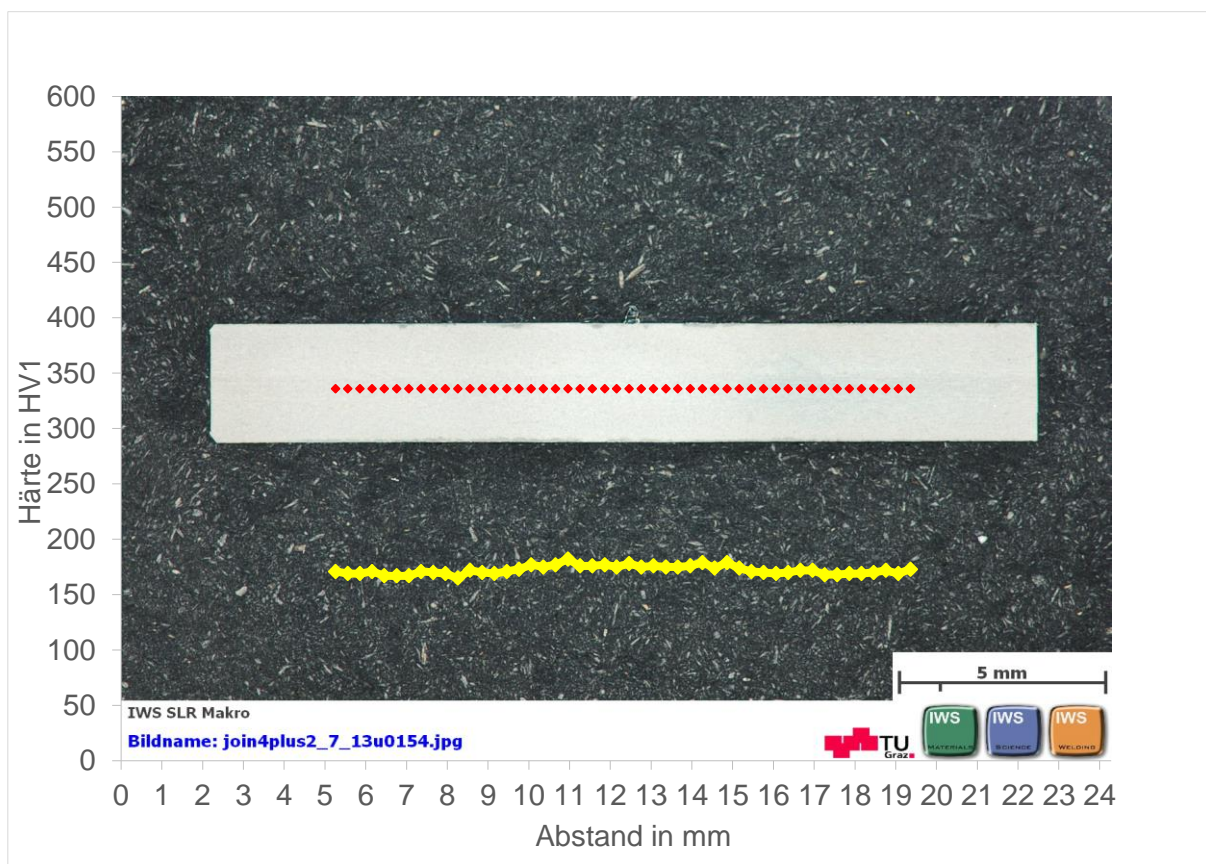 Härte in HV1
600
550
500
450
400
350
300
250
200
150
100
50
0
5 mm
IWS SLR Makro
Bildname: join4plus2_7_13u0154.jpg
TU
Graz
IWS
MATERIALS
IWS
SCIENCE
IWS
WELDING
0 1 2 3 4 5 6 7 8 9 10 11 12 13 14 15 16 17 18 19 20 21 22 23 24
Abstand in mm